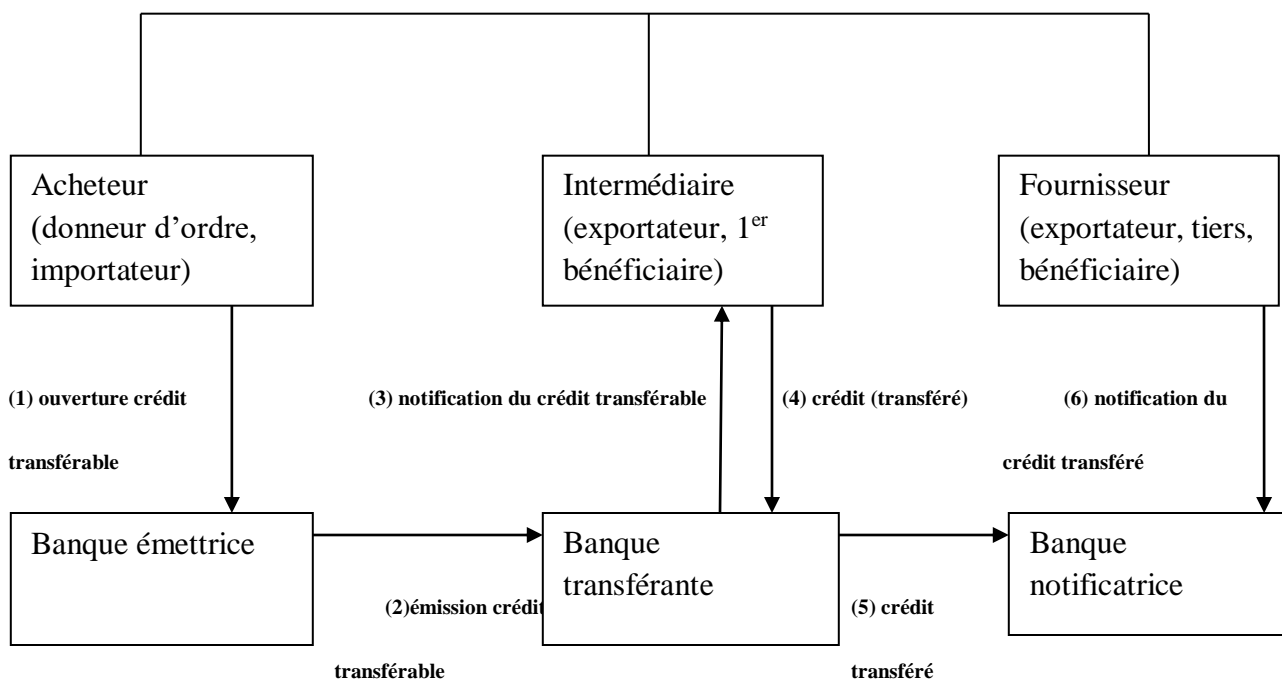 Acheteur
(donneur d’ordre,
importateur)
Intermédiaire
(exportateur, 1er
bénéficiaire)
Fournisseur
(exportateur, tiers,
bénéficiaire)
(1) ouverture crédit
transférable
(3) notification du crédit transférable
(4) crédit (transféré)
(6) notification du
crédit transféré
Banque émettrice
(2)émission crédit
transférable
Banque
transférante
(5) crédit
transféré
Banque
notificatrice